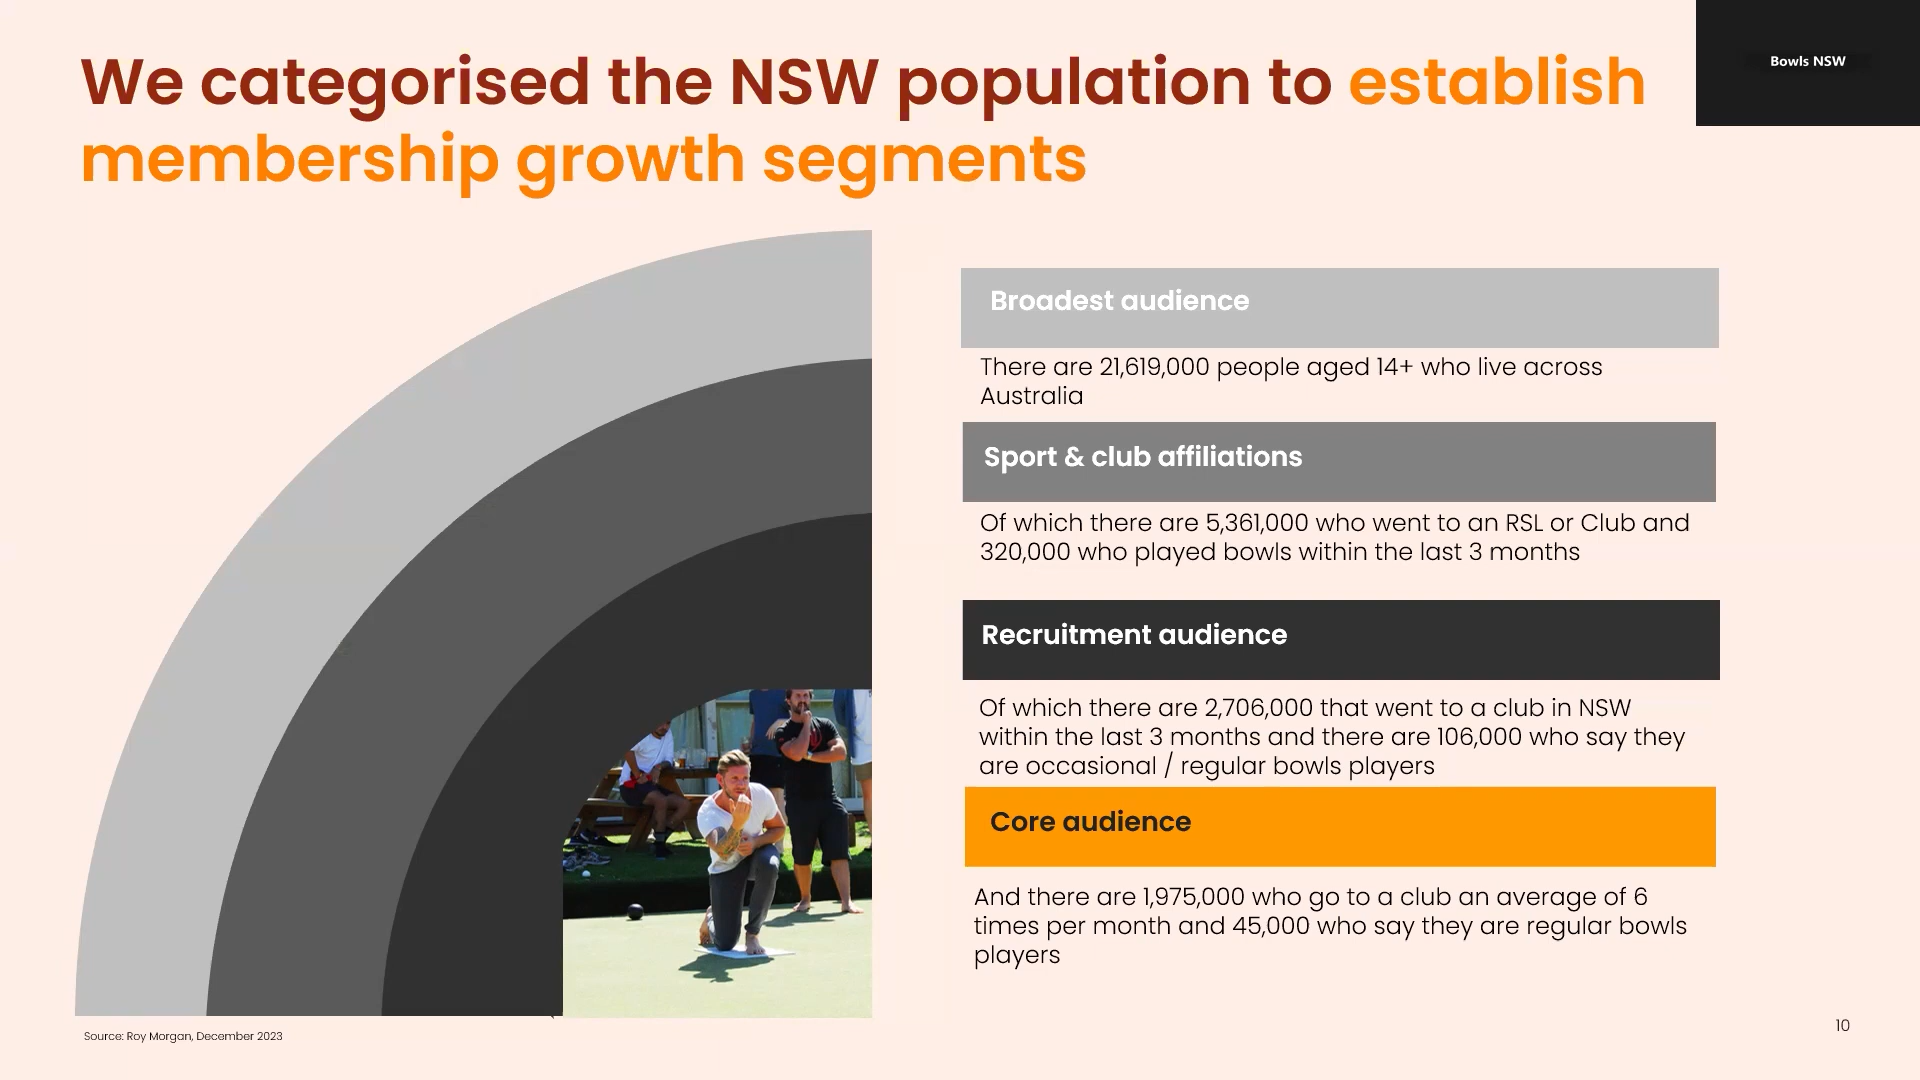 We categorised the NSW population to establish
membership growth segments
Bowls NSW
Broadest audience
There are 21,619,000 people aged 14+ who live across
Australia
Sport & club affiliations
Of which there are 5,361,000 who went to an RSL or Club and
320,000 who played bowls within the last 3 months
Recruitment audience
Of which there are 2,706,000 that went to a club in NSW
within the last 3 months and there are 106,000 who say they
are occasional / regular bowls players
Core audience
And there are 1,975,000 who go to a club an average of 6
times per month and 45,000 who say they are regular bowls
players
Source: Roy Morgan, December 2023
10